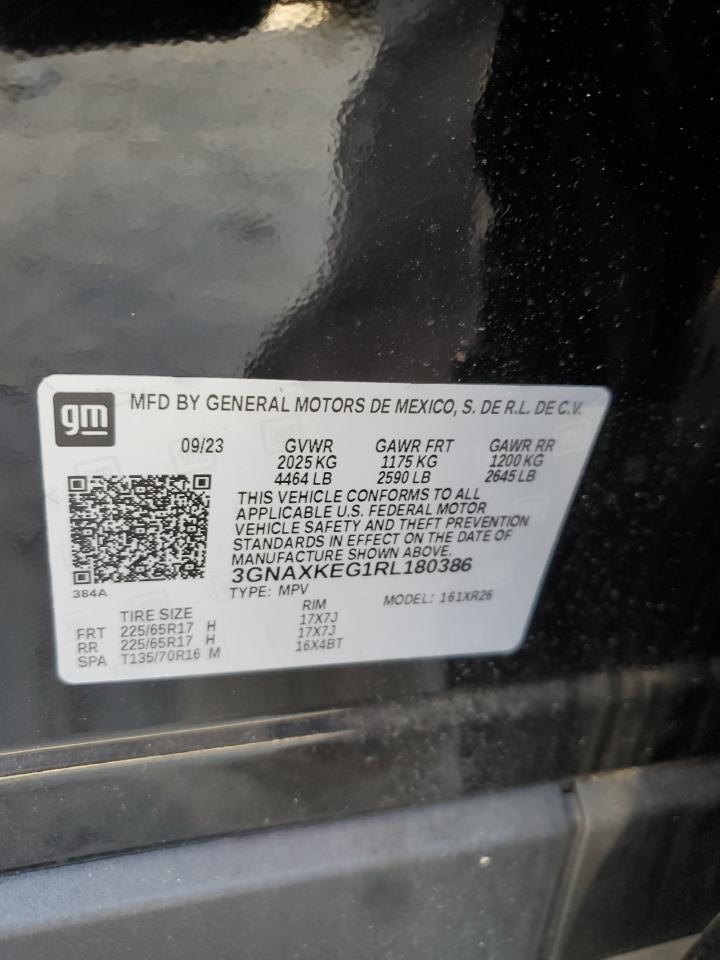 gm MFD BY GENERAL MOTORS DE MEXICO, S. DE R.L. DE C.V.
09/23 GVWR GAWR FRT GAWR RR
2025 KG 1175 KG 1200 KG
4464 LB 2590 LB 2645 LB
THIS VEHICLE CONFORMS TO ALL
APPLICABLE U.S. FEDERAL MOTOR
VEHICLE SAFETY AND THEFT PREVENTION
STANDARDS IN EFFECT ON THE DATE OF
MANUFACTURE SHOWN ABOVE.
3GNAXKEG1RL180386
384A TYPE: MPV MODEL: 161XR26
TIRE SIZE RIM
FRT 225/65R17 H 17X7J
RR 225/65R17 H 17X7J
SPA T135/70R16 M 16X4BT